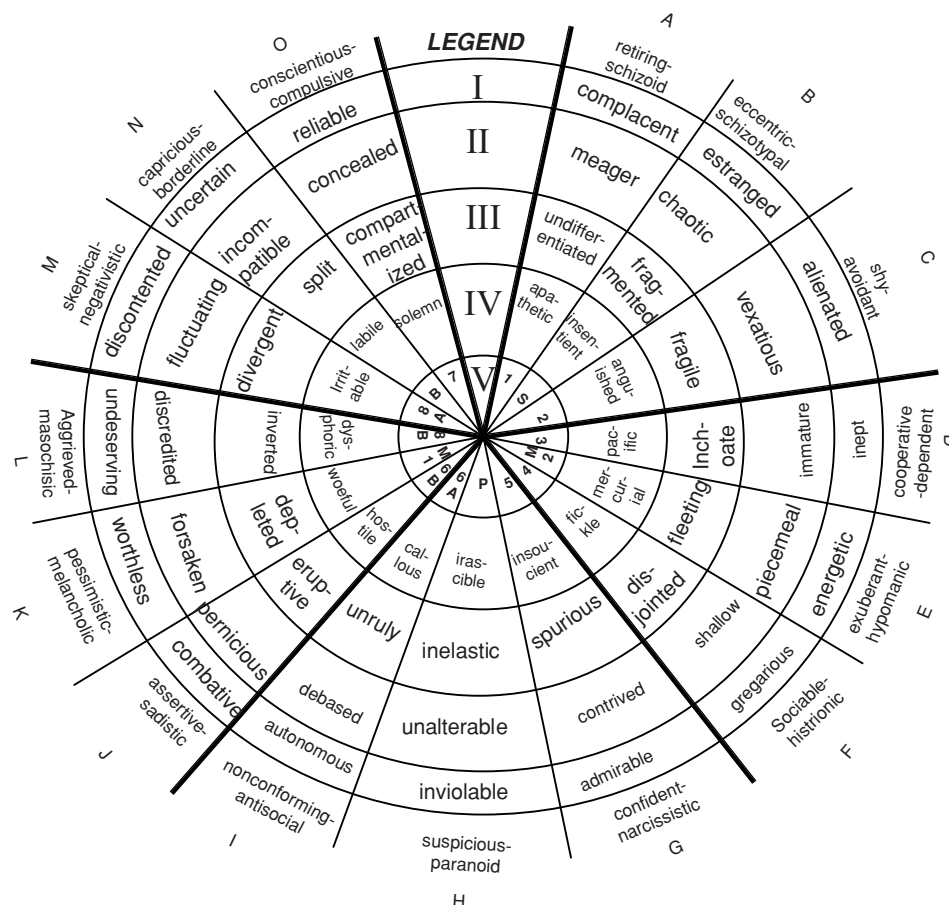 LEGEND
I
II
III
IV
V
A
retiring-
schizoid
complacent
meager
undiffer-
entiated
apa-
thetic
1
B
eccentric-
schizotypal
estranged
chaotic
frag-
mented
insen-
tient
S
C
shy-
avoidant
alienated
vexatious
fragile
angu-
ished
2
D
cooperative
-dependent
inept
immature
Inch-
oate
pac-
ific
3
E
exuberant-
hypomanic
energetic
piecemeal
fleeting
mer-
cur-
ial
M
2
F
Sociable-
histrionic
gregarious
shallow
dis-
jointed
fic-
kle
4
G
confident-
narcissistic
admirable
contrived
spurious
insou-
cient
5
H
suspicious-
paranoid
inviolable
unalterable
inelastic
iras-
cible
P
I
nonconforming-
antisocial
autonomous
debased
unruly
cal-
lous
6
A
J
assertive-
sadistic
combative
pernicious
erup-
tive
hos-
tile
6
B
K
pessimistic-
melancholic
worthless
forsaken
dep-
leted
woeful
M
1
L
Aggrieved-
masochisic
undeserving
discredited
inverted
dys-
phoric
8
B
M
skeptical-
negativistic
discontented
fluctuating
divergent
Irrit-
able
8
A
N
capricious-
borderline
uncertain
incom-
patible
split
labile
B
O
conscientious-
compulsive
reliable
concealed
compart-
mental-
ized
solemn
7